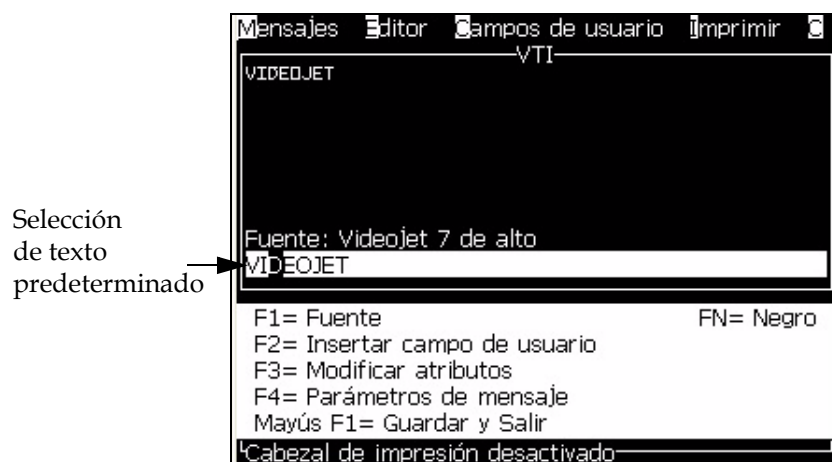 Mensajes Editor Campos de usuario Imprimir C
VTI
VIDEOJET
Selección
de texto
predeterminado
Fuente: Videojet 7 de alto
VIDEOJET
F1= Fuente FN= Negro
F2= Insertar campo de usuario
F3= Modificar atributos
F4= Parámetros de mensaje
Mayús F1= Guardar y Salir
Cabezal de impresión desactivado